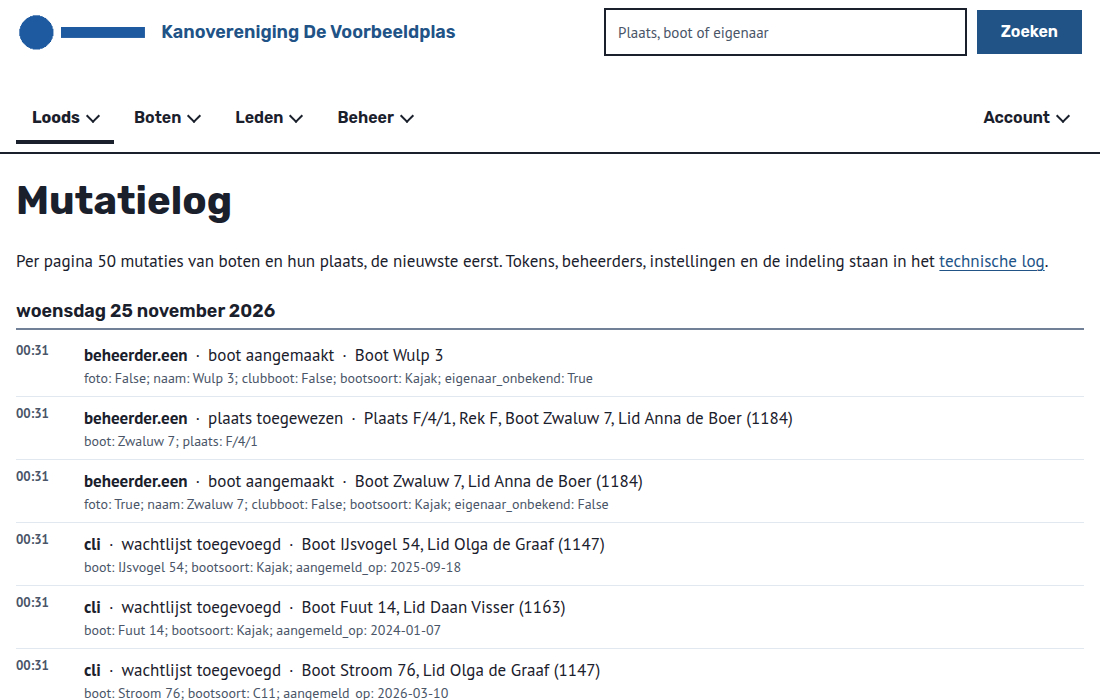 Kanovereniging De Voorbeeldplas
Plaats, boot of eigenaar
Zoeken
Loods
Boten
Leden
Beheer
Account
Mutatielog
Per pagina 50 mutaties van boten en hun plaats, de nieuwste eerst. Tokens, beheerders, instellingen en de indeling staan in het technische log.
woensdag 25 november 2026
00:31
beheerder.een · boot aangemaakt · Boot Wulp 3
foto: False; naam: Wulp 3; clubboot: False; bootsoort: Kajak; eigenaar_onbekend: True
00:31
beheerder.een · plaats toegewezen · Plaats F/4/1, Rek F, Boot Zwaluw 7, Lid Anna de Boer (1184)
boot: Zwaluw 7; plaats: F/4/1
00:31
beheerder.een · boot aangemaakt · Boot Zwaluw 7, Lid Anna de Boer (1184)
foto: True; naam: Zwaluw 7; clubboot: False; bootsoort: Kajak; eigenaar_onbekend: False
00:31
cli · wachtlijst toegevoegd · Boot IJsvogel 54, Lid Olga de Graaf (1147)
boot: IJsvogel 54; bootsoort: Kajak; aangemeld_op: 2025-09-18
00:31
cli · wachtlijst toegevoegd · Boot Fuut 14, Lid Daan Visser (1163)
boot: Fuut 14; bootsoort: Kajak; aangemeld_op: 2024-01-07
00:31
cli · wachtlijst toegevoegd · Boot Stroom 76, Lid Olga de Graaf (1147)
boot: Stroom 76; bootsoort: C11; aangemeld_op: 2026-03-10